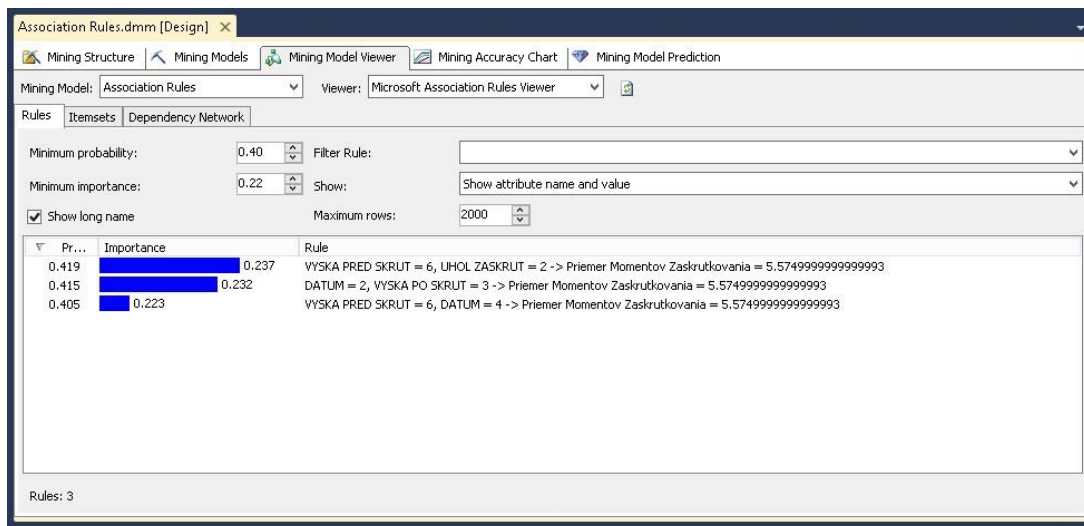 Association Rules.dmm [Design]
Mining Structure Mining Models Mining Model Viewer Mining Accuracy Chart Mining Model Prediction
Mining Model: Association Rules Viewer: Microsoft Association Rules Viewer
Rules Itemsets Dependency Network
Minimum probability: 0.40 Filter Rule:
Minimum importance: 0.22 Show: Show attribute name and value
Show long name Maximum rows: 2000
Pr... Importance Rule
0.419 0.237 VYSKA PRED SKRUT = 6, UHOL ZASKRUT = 2 -> Priemer Momentov Zaskrutkovania = 5.5749999999999993
0.415 0.232 DATUM = 2, VYSKA PO SKRUT = 3 -> Priemer Momentov Zaskrutkovania = 5.5749999999999993
0.405 0.223 VYSKA PRED SKRUT = 6, DATUM = 4 -> Priemer Momentov Zaskrutkovania = 5.5749999999999993
Rules: 3